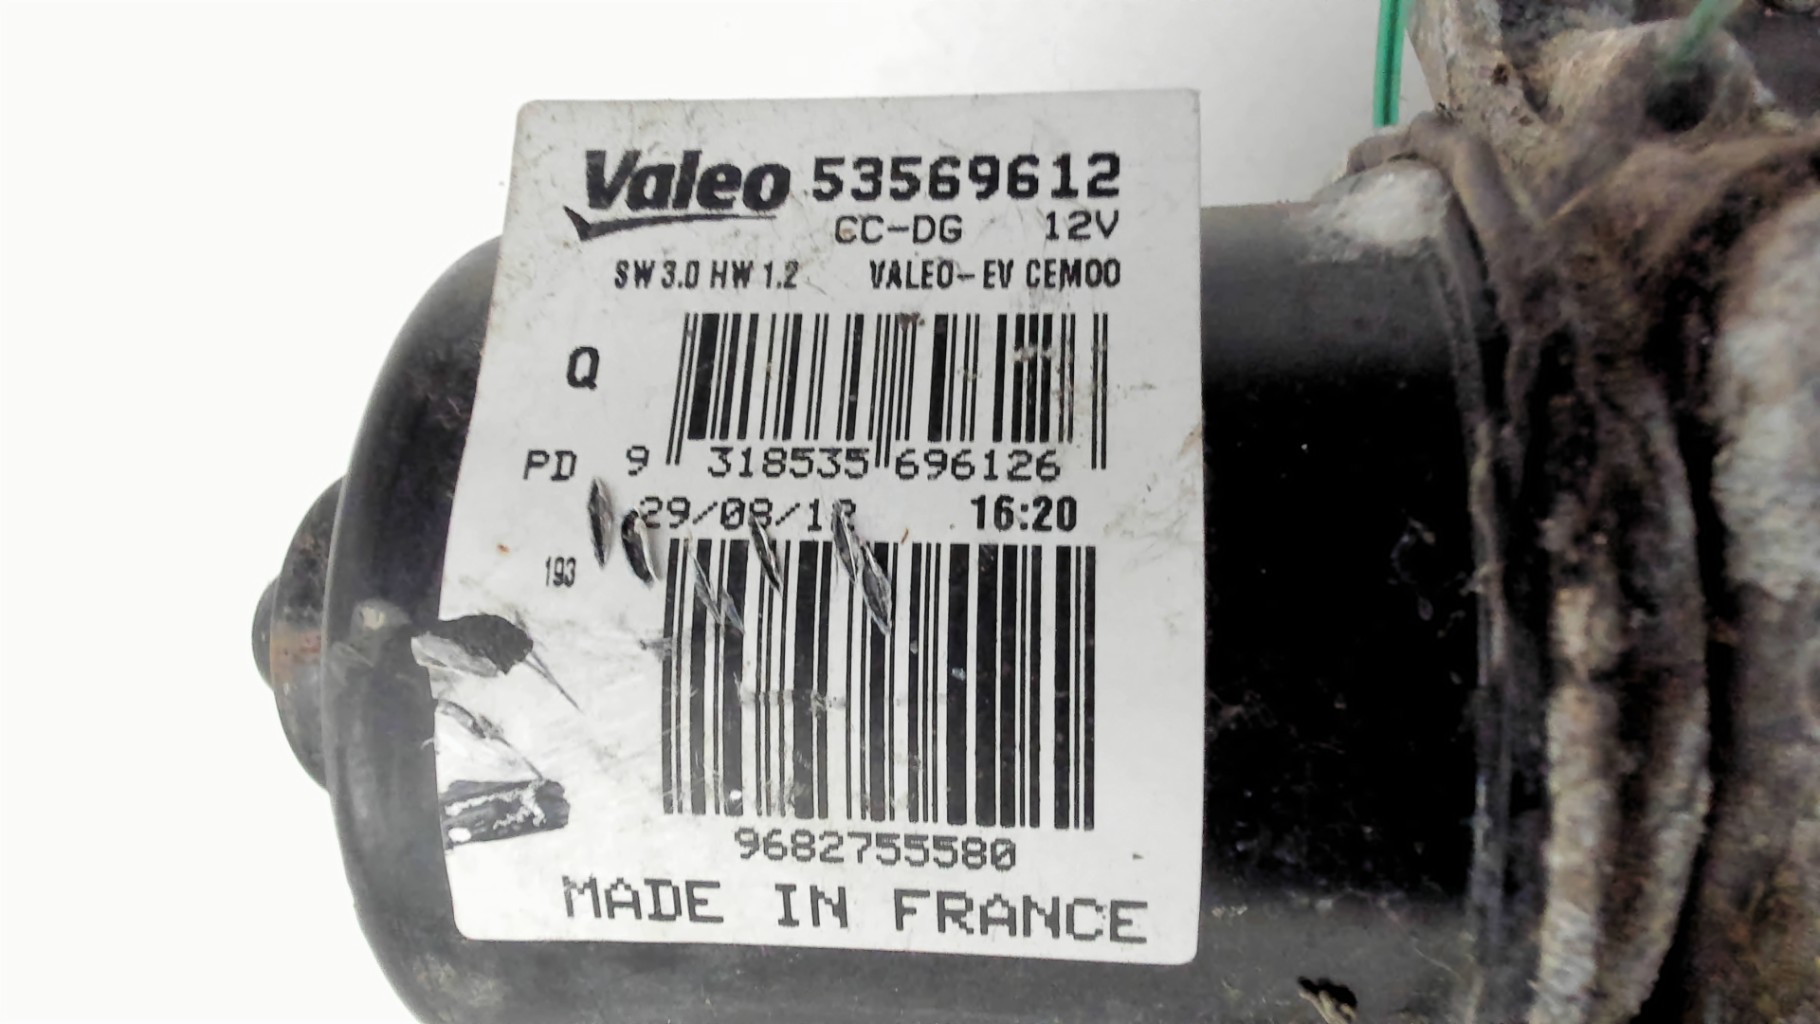 Valeo 53569612
CC-DG 12V
SW 3.0 HW 1.2 VALEO-EV CEM00
Q
PD 9 318535 696126
16:20
193
9682755580
MADE IN FRANCE